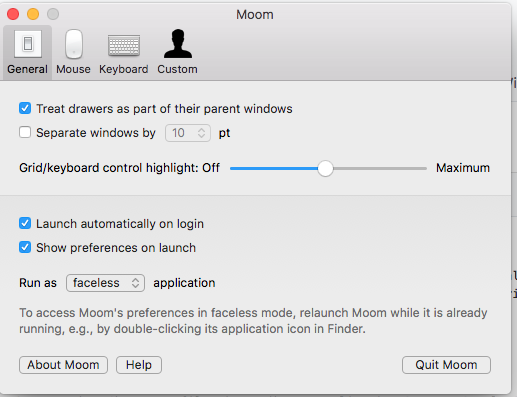 Moom
General Mouse Keyboard Custom
Treat drawers as part of their parent windows
Separate windows by 10 pt
Grid/keyboard control highlight: Off Maximum
Launch automatically on login
Show preferences on launch
Run as faceless application
To access Moom's preferences in faceless mode, relaunch Moom while it is already
running, e.g., by double-clicking its application icon in Finder.
About Moom Help Quit Moom